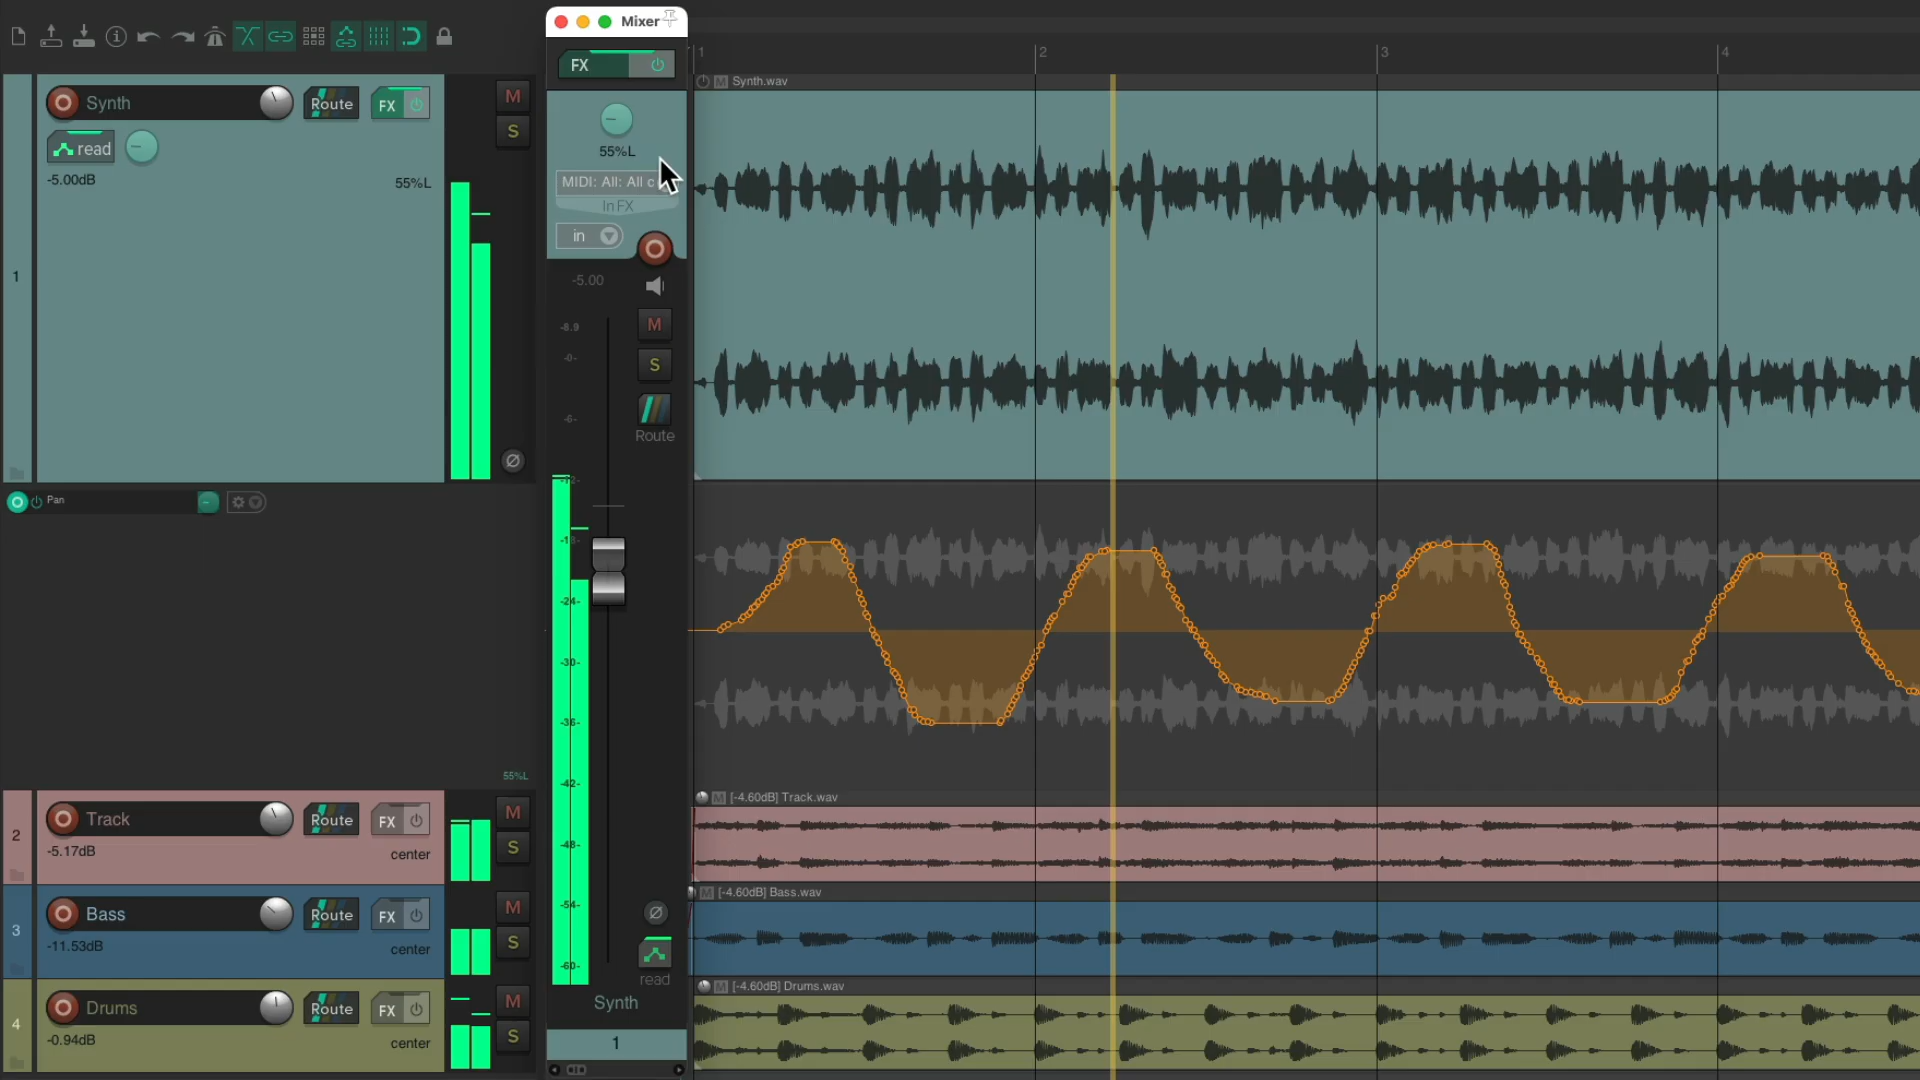 Mixer
FX
1
2
3
4
Synth
Route
FX
M
S
read
-5.00dB
55%L
1
Pan
55%L
55%L
MIDI: All: All c
In FX
in
-5.00
-8.9
-0-
-6-
M
S
Route
-18-
-24-
-30-
-36-
-42-
-48-
-54-
-60-
read
Synth
1
M Synth.wav
2
Track
Route
FX
M
S
-5.17dB
center
M [-4.60dB] Track.wav
3
Bass
Route
FX
M
S
-11.53dB
center
M [-4.60dB] Bass.wav
4
Drums
Route
FX
M
S
-0.94dB
center
M [-4.60dB] Drums.wav